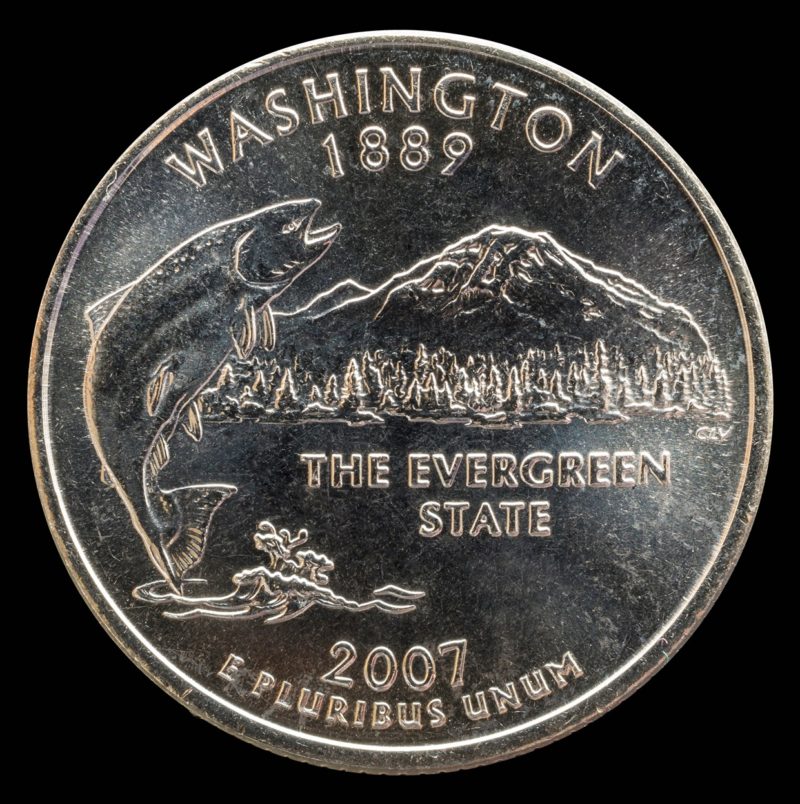 WASHINGTON
1889
THE EVERGREEN
STATE
2007
E PLURIBUS UNUM